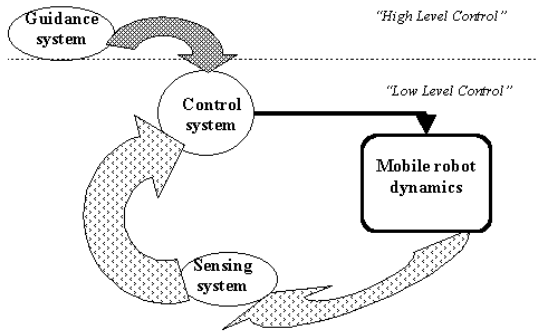 Guidance
system
“High Level Control”
“Low Level Control”
Control
system
Mobile robot
dynamics
Sensing
system